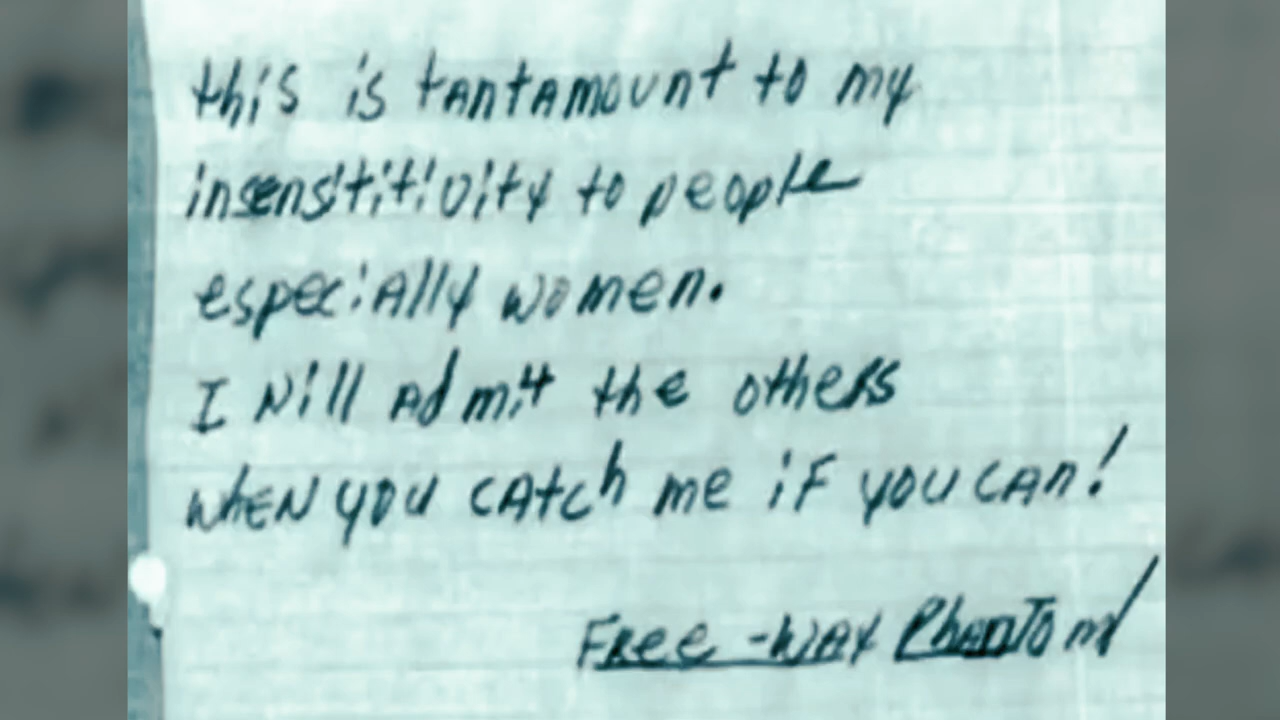 this is tantamount to my
insenstitivity to people
especially women.
I will admit the others
when you catch me if you can!
Free-way Phantom